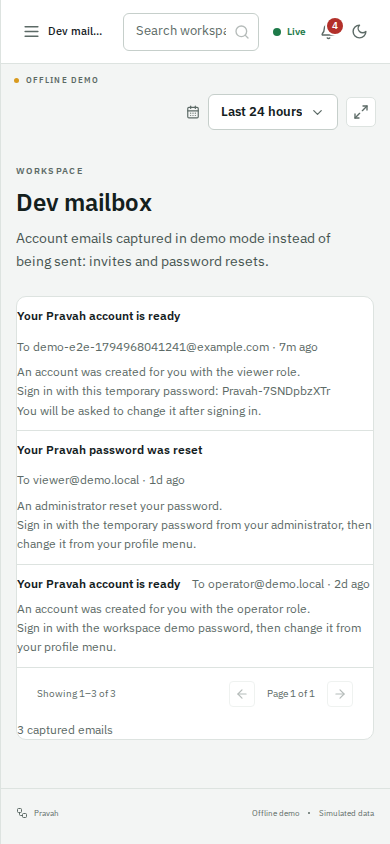 Dev mail...
Search workspa
Live
4
OFFLINE DEMO
Last 24 hours
WORKSPACE
Dev mailbox
Account emails captured in demo mode instead of
being sent: invites and password resets.
Your Pravah account is ready
To demo-e2e-1794968041241@example.com · 7m ago
An account was created for you with the viewer role.
Sign in with this temporary password: Pravah-7SNDpbzXTr
You will be asked to change it after signing in.
Your Pravah password was reset
To viewer@demo.local · 1d ago
An administrator reset your password.
Sign in with the temporary password from your administrator, then
change it from your profile menu.
Your Pravah account is ready To operator@demo.local · 2d ago
An account was created for you with the operator role.
Sign in with the workspace demo password, then change it from
your profile menu.
Showing 1–3 of 3 Page 1 of 1
3 captured emails
Pravah Offline demo • Simulated data